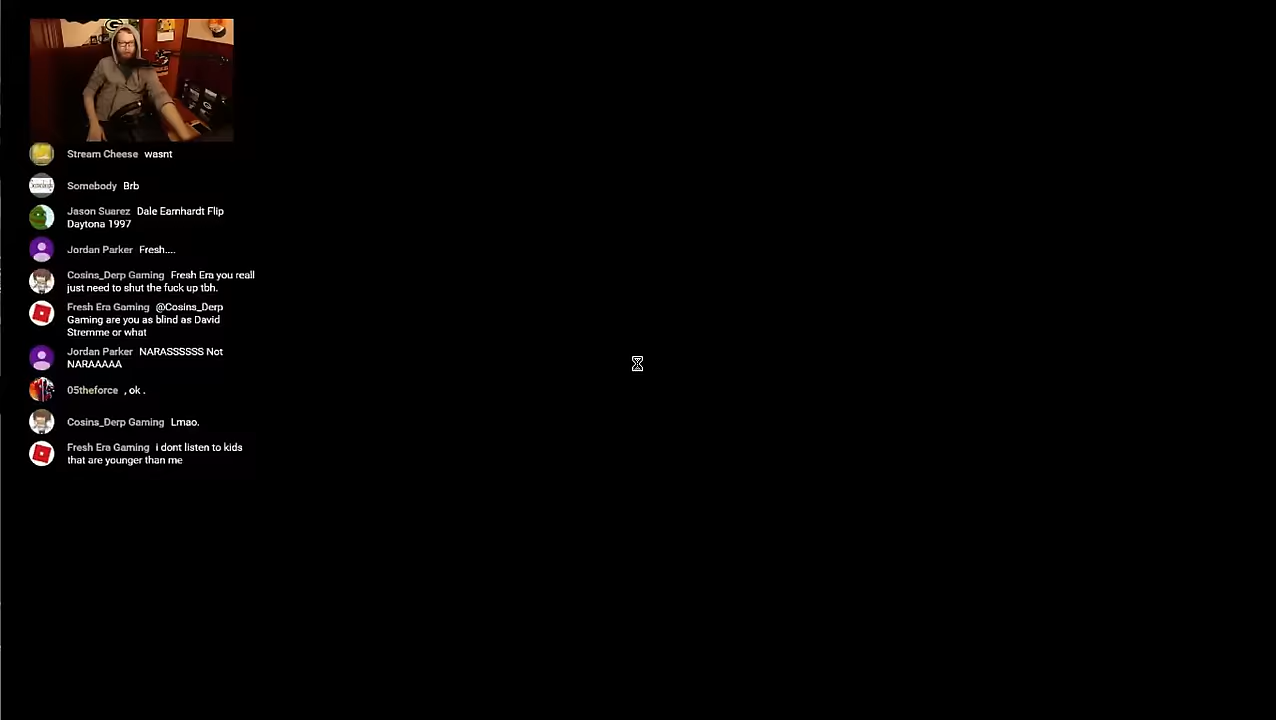 Stream Cheese wasnt
Somebody Brb
Jason Suarez Dale Earnhardt Flip
Daytona 1997
Jordan Parker Fresh....
Cosins_Derp Gaming Fresh Era you reall
just need to shut the fuck up tbh.
Fresh Era Gaming @Cosins_Derp
Gaming are you as blind as David
Stremme or what
Jordan Parker NARASSSSSS Not
NARAAAAA
05theforce , ok .
Cosins_Derp Gaming Lmao.
Fresh Era Gaming i dont listen to kids
that are younger than me